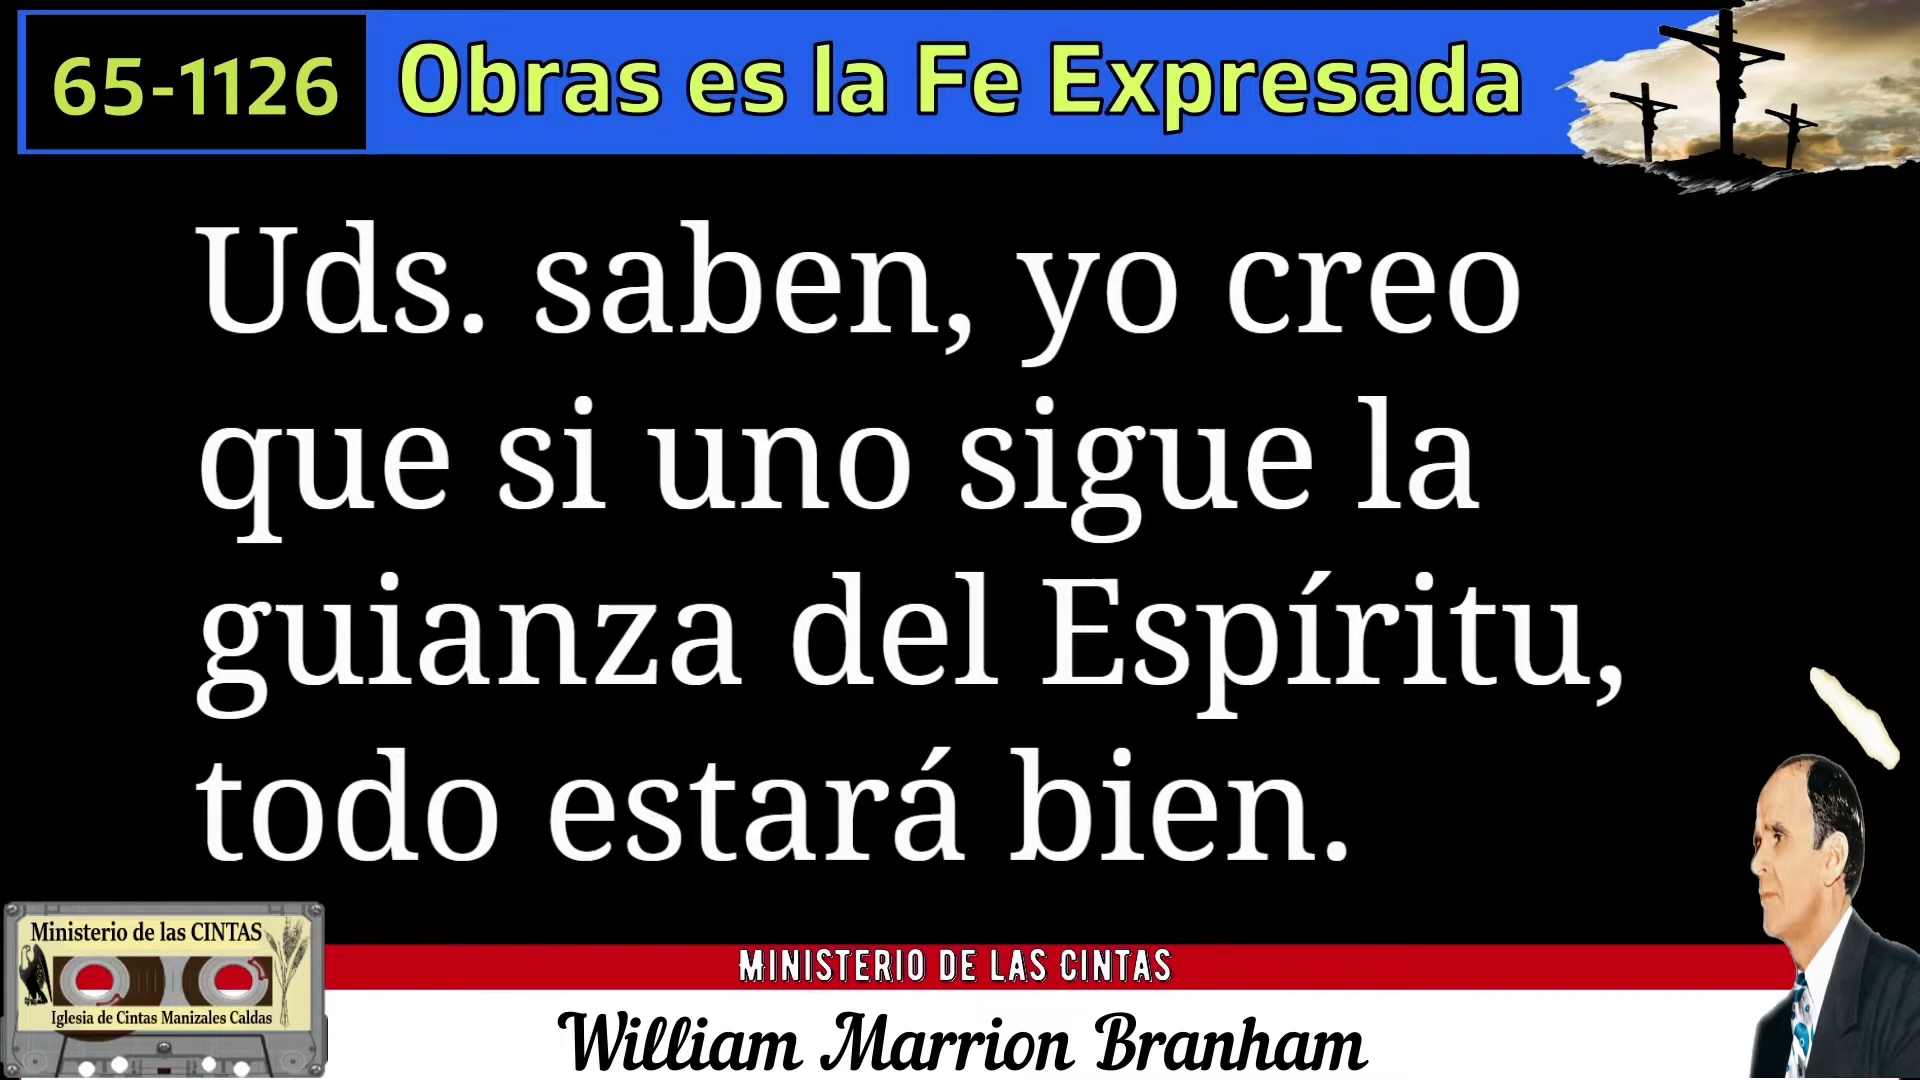 65-1126
Obras es la Fe Expresada
Uds. saben, yo creo
que si uno sigue la
guianza del Espíritu,
todo estará bien.
Ministerio de las CINTAS
Iglesia de Cintas Manizales Caldas
MINISTERIO DE LAS CINTAS
William Marrion Branham